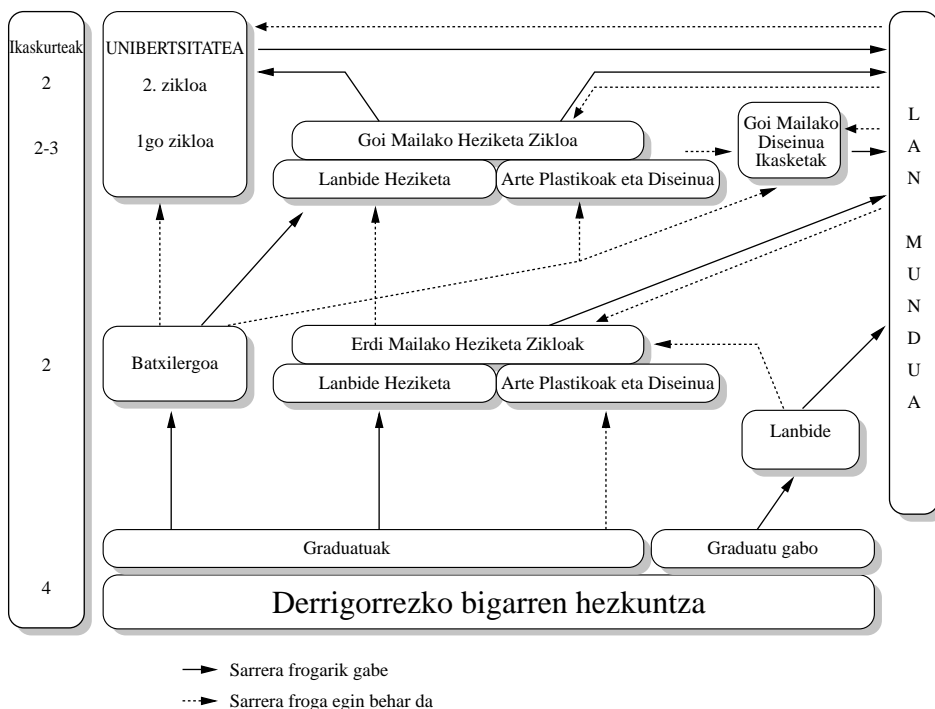 Ikaskurteak
2
2-3
2
4
UNIBERTSITATEA
2. zikloa
1go zikloa
Goi Mailako Heziketa Zikloa
Lanbide Heziketa
Arte Plastikoak eta Diseinua
Goi Mailako
Diseinua
Ikasketak
LAN MUNDUA
Batxilergoa
Erdi Mailako Heziketa Zikloak
Lanbide Heziketa
Arte Plastikoak eta Diseinua
Lanbide
Graduatuak
Graduatu gabo
Derrigorrezko bigarren hezkuntza
Sarrera frogarik gabe
Sarrera froga egin behar da